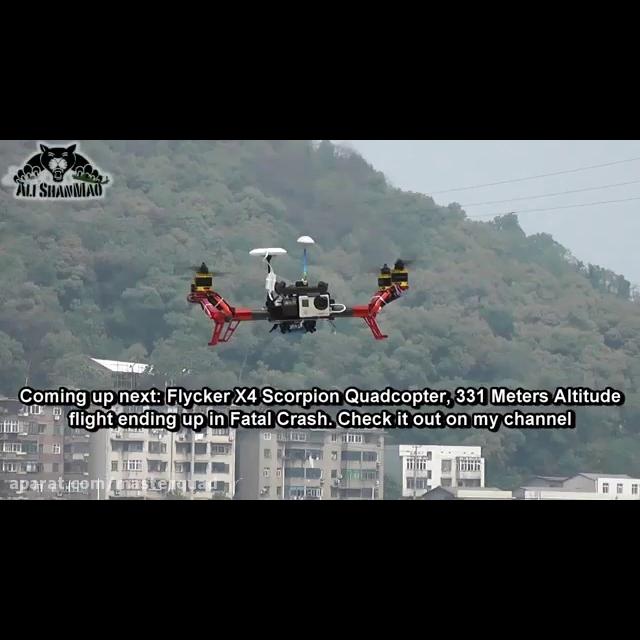 ALI SHANMAO
Coming up next: Flycker X4 Scorpion Quadcopter, 331 Meters Altitude
flight ending up in Fatal Crash. Check it out on my channel
aparat.com/masterquad